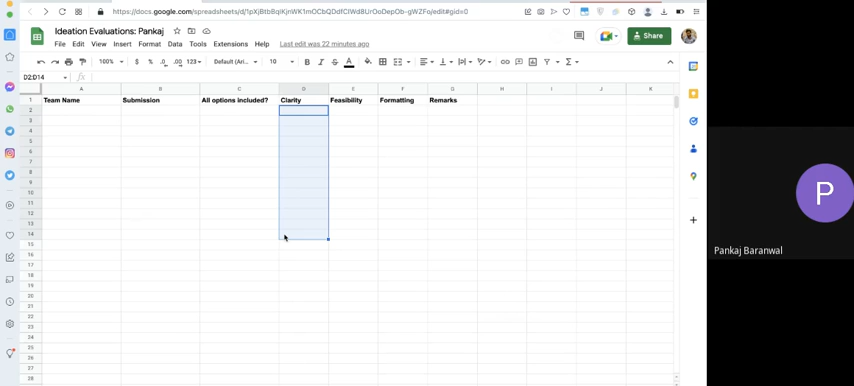 https://docs.google.com/spreadsheets/d/1pXjBtbBqiKjnWK1mOCbQDdfClWd8UrOoDepOb-gWZFo/edit#gid=0
Ideation Evaluations: Pankaj
File Edit View Insert Format Data Tools Extensions Help Last edit was 22 minutes ago
Share
100% $ % .0 .00 123 Default (Ari... 10 B I S A
D2:D14 fx
A B C D E F G H I J K
1 Team Name Submission All options included? Clarity Feasibility Formatting Remarks
2
3
4
5
6
7
8
9
10
11
12
13
14
15
16
17
18
19
20
21
22
23
24
25
26
27
28
P
Pankaj Baranwal